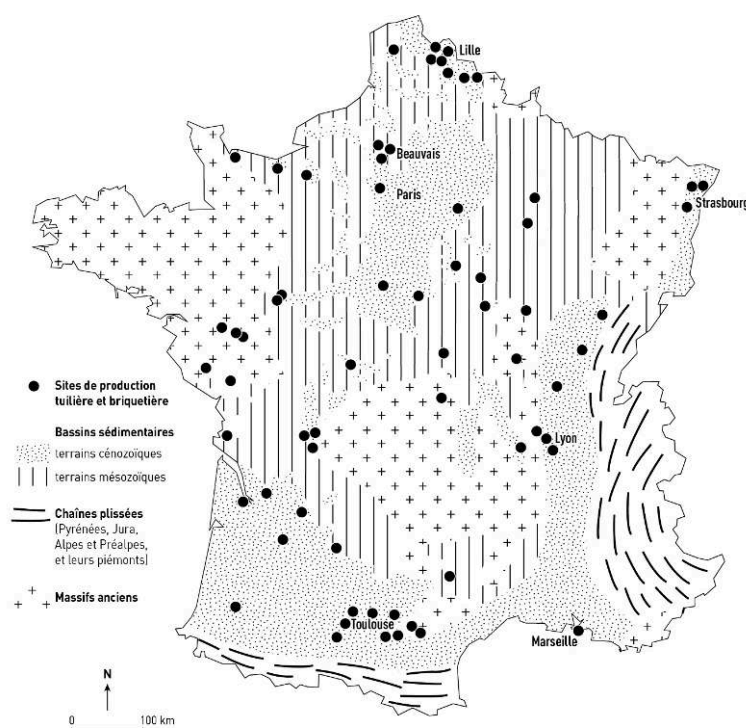 Lille
Beauvais
Paris
Strasbourg
Sites de production
tuilière et briquetière
Bassins sédimentaires
terrains cénozoïques
terrains mésozoïques
Chaînes plissées
(Pyrénées, Jura,
Alpes et Préalpes,
et leurs piémonts)
Massifs anciens
Lyon
Toulouse
Marseille
N
0 100 km